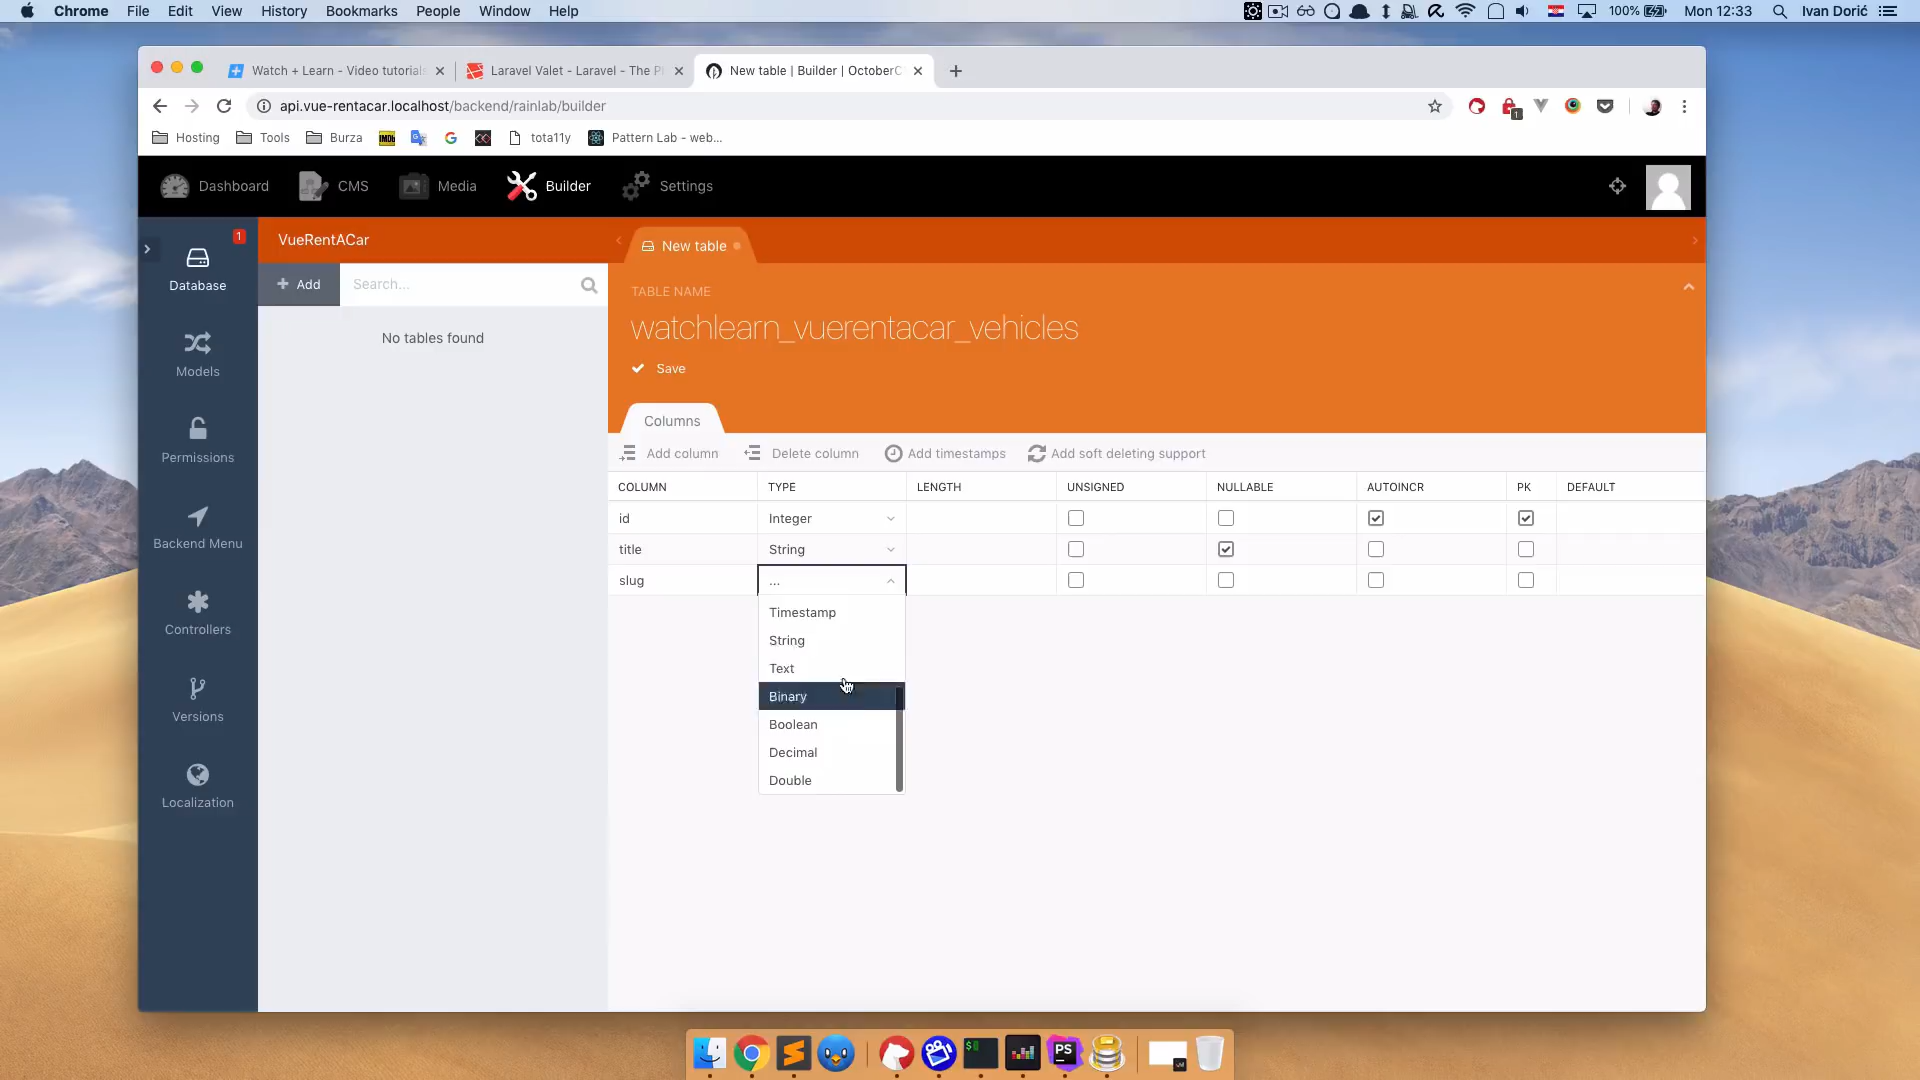 Chrome File Edit View History Bookmarks People Window Help 100% Mon 12:33 Ivan Dorić
Watch + Learn - Video tutorials
Laravel Valet - Laravel - The P
New table | Builder | OctoberC
api.vue-rentacar.localhost/backend/rainlab/builder
Hosting Tools Burza IMDb tota11y Pattern Lab - web...
Dashboard CMS Media Builder Settings
1
VueRentACar
New table
Database
Add
Search...
No tables found
TABLE NAME
watchlearn_vuerentacar_vehicles
Save
Models
Columns
Permissions
Add column Delete column Add timestamps Add soft deleting support
COLUMN TYPE LENGTH UNSIGNED NULLABLE AUTOINCR PK DEFAULT
id Integer
title String
slug ...
Backend Menu
Timestamp
String
Text
Binary
Boolean
Decimal
Double
Controllers
Versions
Localization
PS